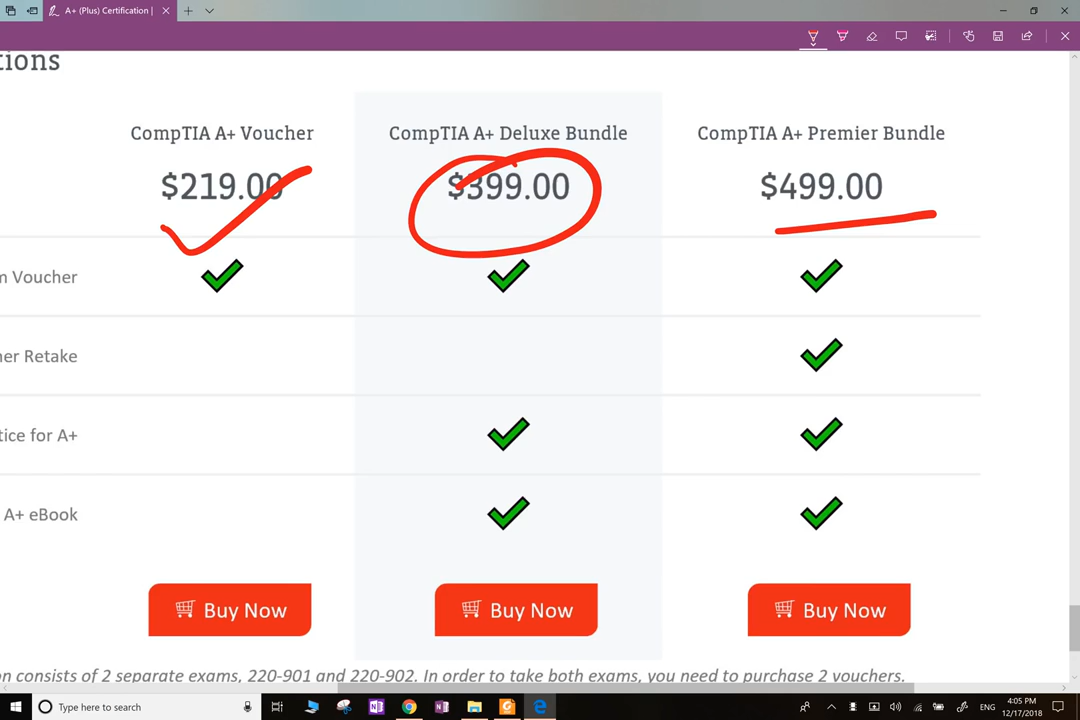 A+ (Plus) Certification |
tions
CompTIA A+ Voucher
CompTIA A+ Deluxe Bundle
CompTIA A+ Premier Bundle
$219.00
$399.00
$499.00
m Voucher
her Retake
tice for A+
A+ eBook
Buy Now
Buy Now
Buy Now
on consists of 2 separate exams, 220-901 and 220-902. In order to take both exams, you need to purchase 2 vouchers.
Type here to search
ENG
4:05 PM
12/17/2018